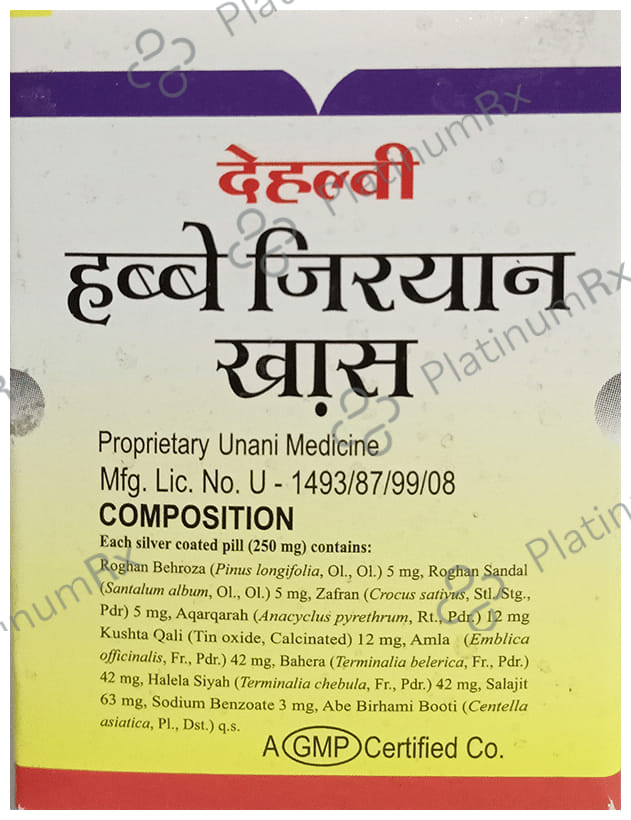 देहल्वी
हब्बे जिरयान
ख़ास
Proprietary Unani Medicine
Mfg. Lic. No. U - 1493/87/99/08
COMPOSITION
Each silver coated pill (250 mg) contains:
Roghan Behroza (Pinus longifolia, Ol., Ol.) 5 mg, Roghan Sandal
(Santalum album, Ol., Ol.) 5 mg, Zafran (Crocus sativus, Stl./Stg.,
Pdr) 5 mg, Aqarqarah (Anacyclus pyrethrum, Rt., Pdr.) 12 mg
Kushta Qali (Tin oxide, Calcinated) 12 mg, Amla (Emblica
officinalis, Fr., Pdr.) 42 mg, Bahera (Terminalia belerica, Fr., Pdr.)
42 mg, Halela Siyah (Terminalia chebula, Fr., Pdr.) 42 mg, Salajit
63 mg, Sodium Benzoate 3 mg, Abe Birhami Booti (Centella
asiatica, Pl., Dst.) q.s.
A GMP Certified Co.
PlatinumRx
PlatinumRx
PlatinumRx
Platinum
PlatinumRx